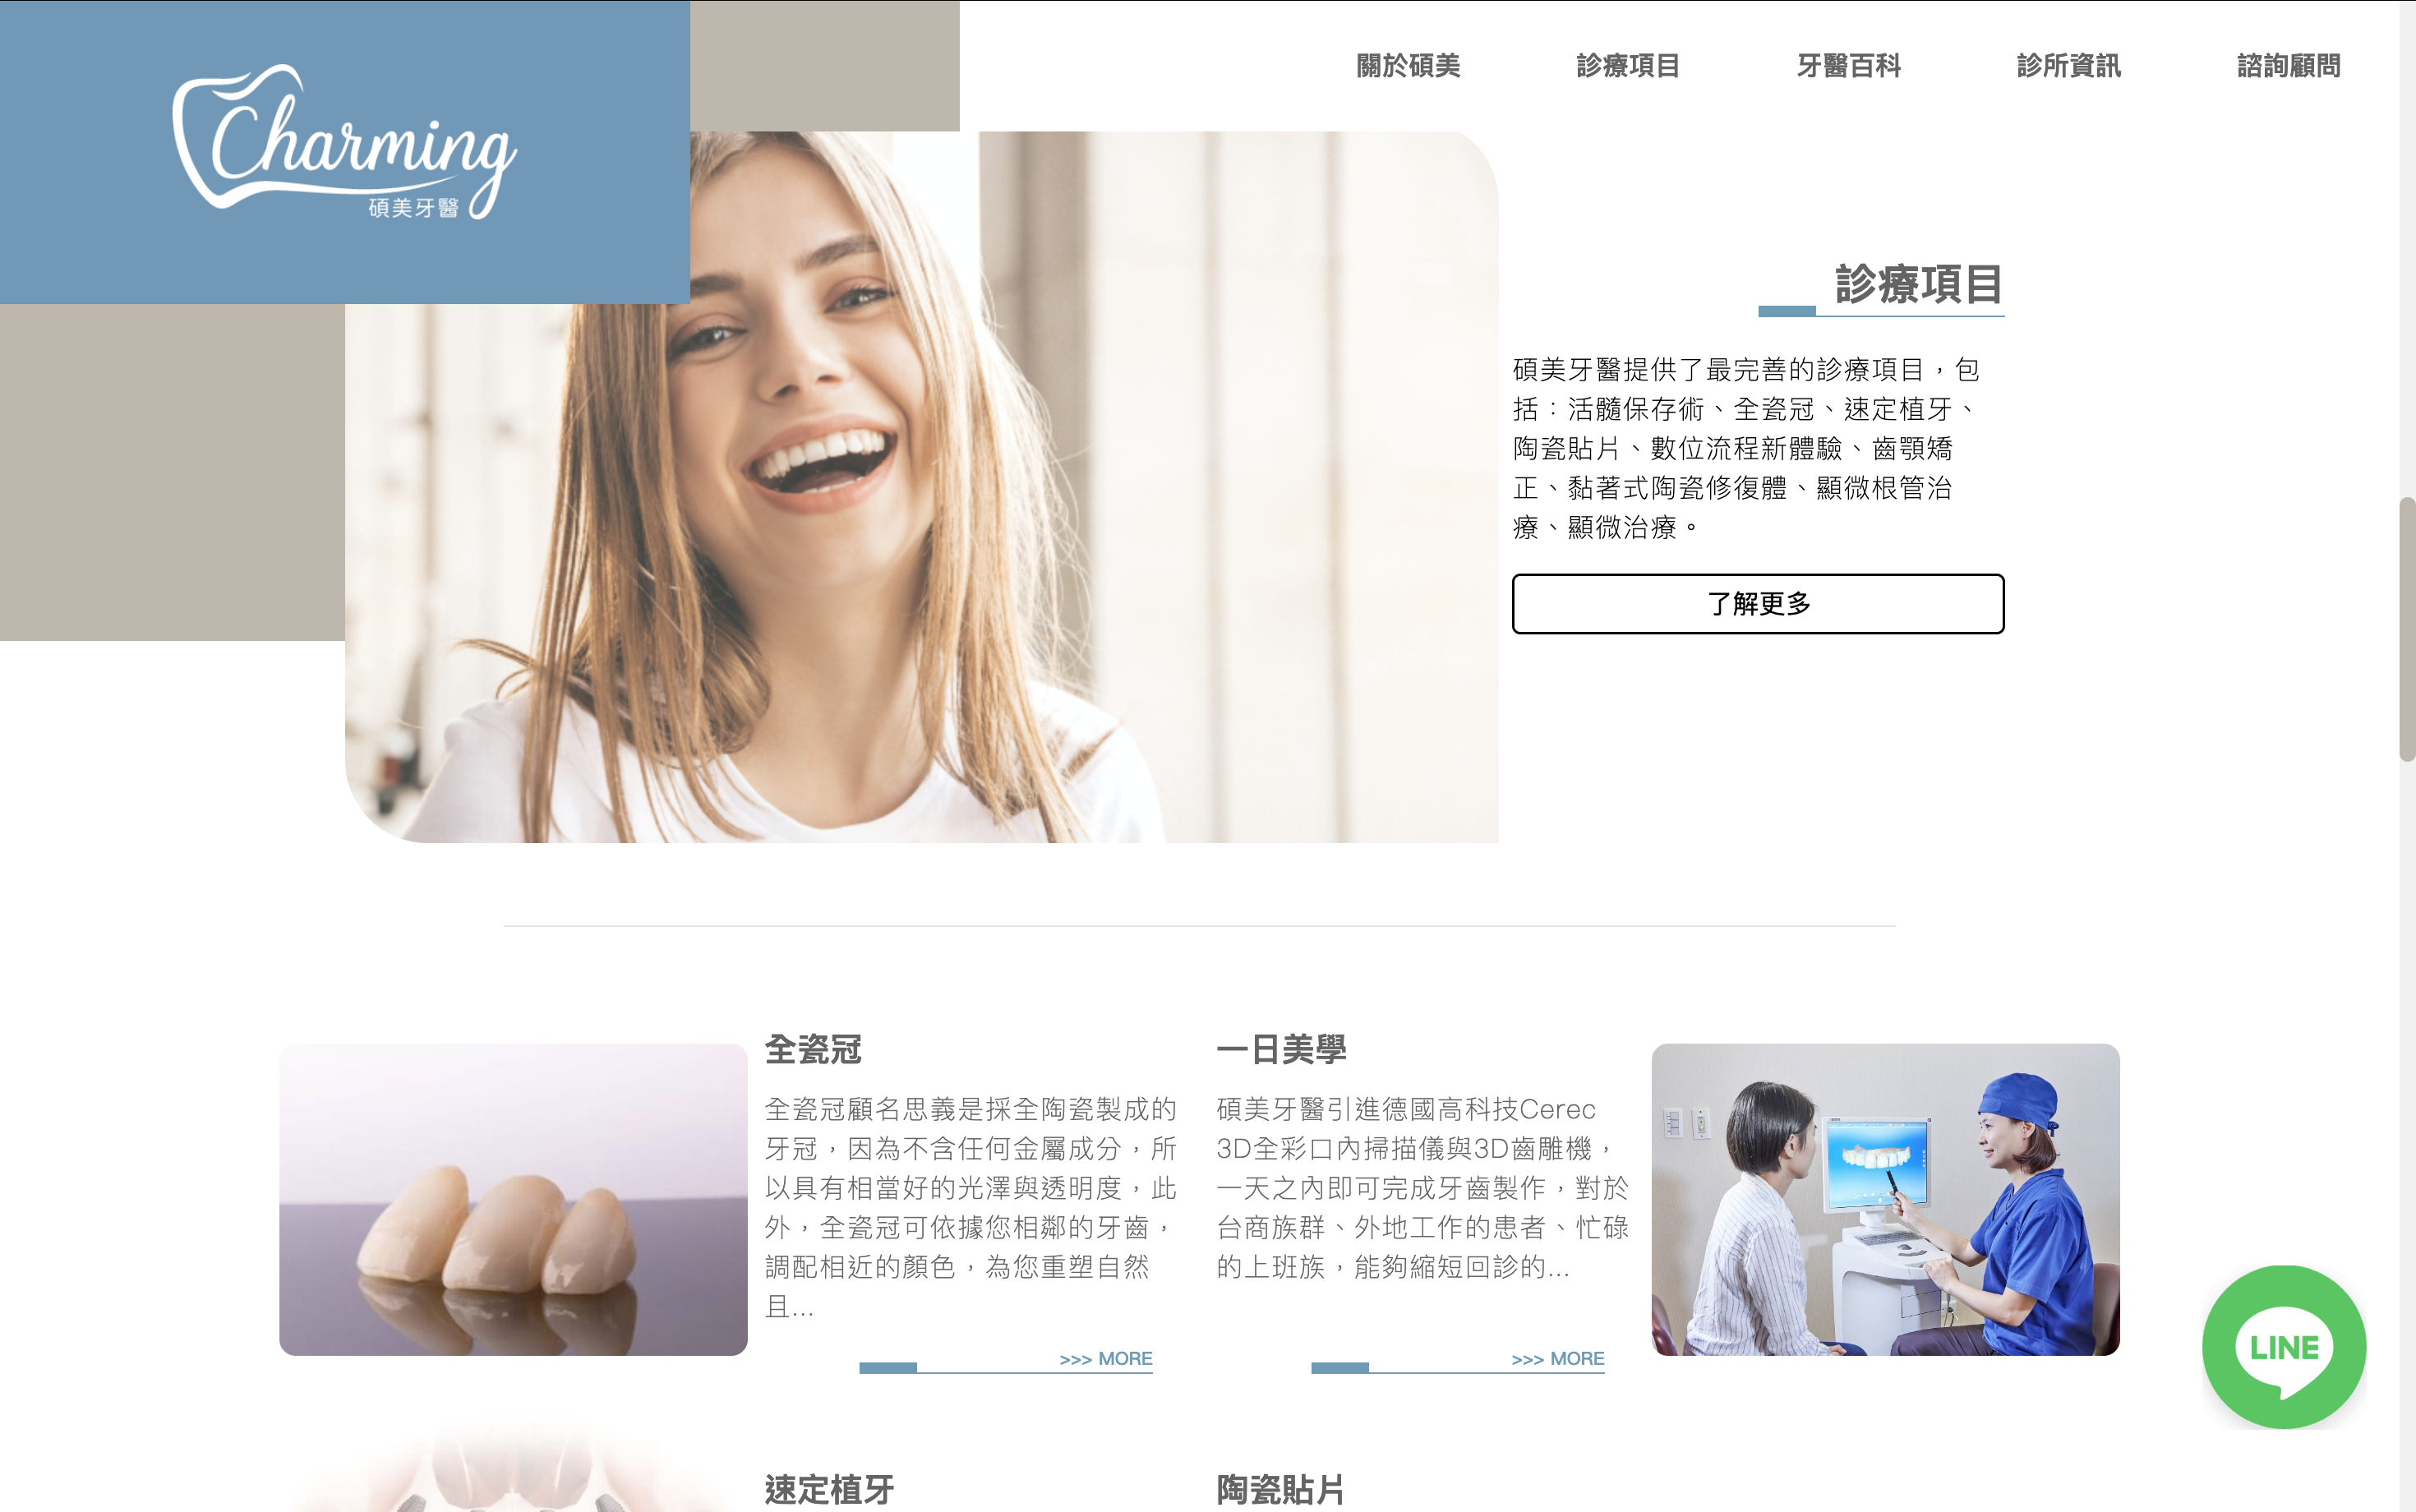 Charming
碩美牙醫
關於碩美
診療項目
牙醫百科
診所資訊
諮詢顧問
診療項目
碩美牙醫提供了最完善的診療項目，包
括：活髓保存術、全瓷冠、速定植牙、
陶瓷貼片、數位流程新體驗、齒顎矯
正、黏著式陶瓷修復體、顯微根管治
療、顯微治療。
了解更多
全瓷冠
全瓷冠顧名思義是採全陶瓷製成的
牙冠，因為不含任何金屬成分，所
以具有相當好的光澤與透明度，此
外，全瓷冠可依據您相鄰的牙齒，
調配相近的顏色，為您重塑自然
且...
>>> MORE
一日美學
碩美牙醫引進德國高科技Cerec
3D全彩口內掃描儀與3D齒雕機，
一天之內即可完成牙齒製作，對於
台商族群、外地工作的患者、忙碌
的上班族，能夠縮短回診的...
>>> MORE
LINE
速定植牙
陶瓷貼片